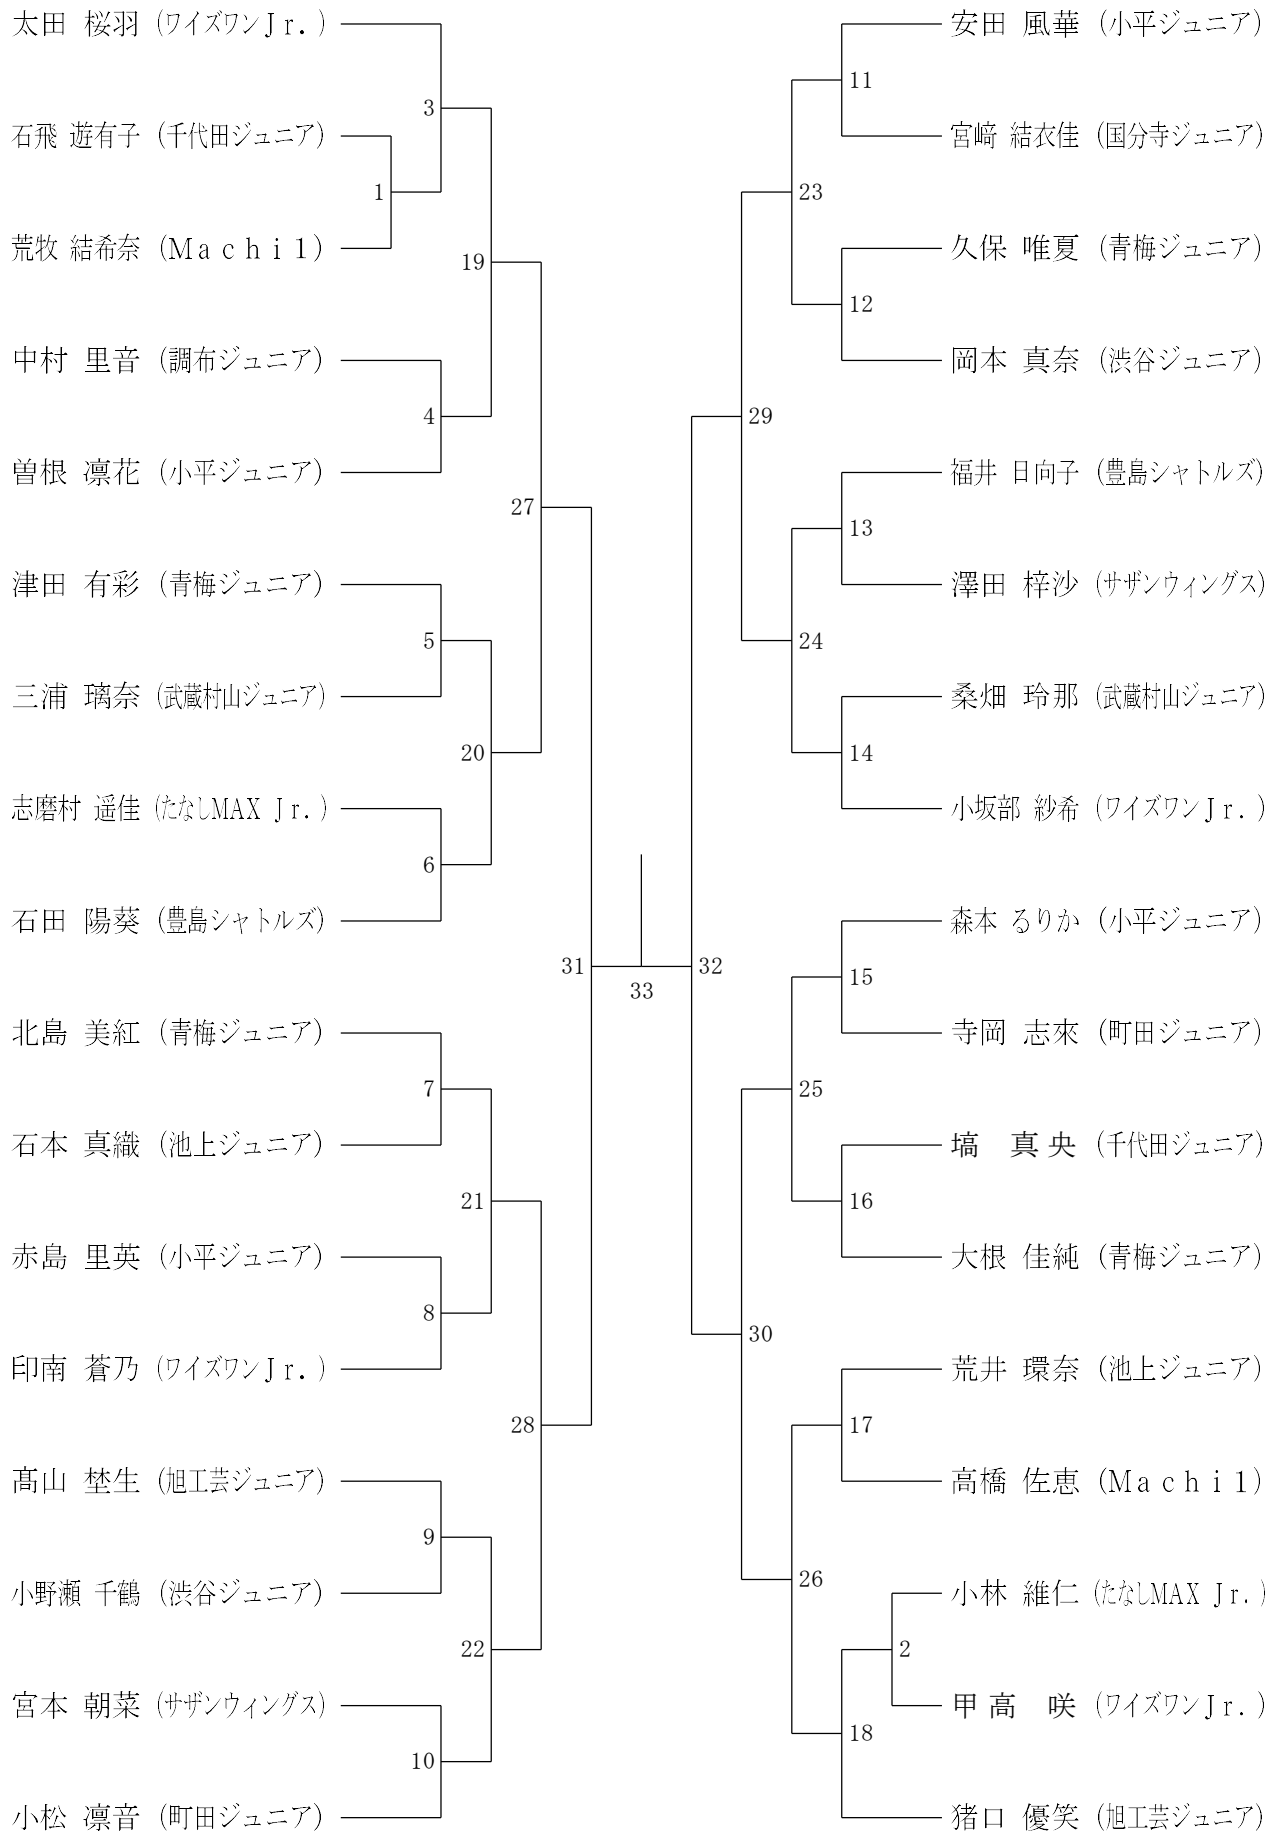 太田 桜羽 (ワイズワンJr.)
3
石飛 遊有子 (千代田ジュニア)
1
荒牧 結希奈 (Machi1)
19
中村 里音 (調布ジュニア)
4
曽根 凛花 (小平ジュニア)
27
津田 有彩 (青梅ジュニア)
5
三浦 璃奈 (武蔵村山ジュニア)
20
志磨村 遥佳 (たなしMAX Jr.)
6
石田 陽葵 (豊島シャトルズ)
31
33
北島 美紅 (青梅ジュニア)
7
石本 真織 (池上ジュニア)
21
赤島 里英 (小平ジュニア)
8
印南 蒼乃 (ワイズワンJr.)
28
髙山 埜生 (旭工芸ジュニア)
9
小野瀬 千鶴 (渋谷ジュニア)
22
宮本 朝菜 (サザンウィングス)
10
小松 凛音 (町田ジュニア)
安田 風華 (小平ジュニア)
11
宮﨑 結衣佳 (国分寺ジュニア)
23
久保 唯夏 (青梅ジュニア)
12
岡本 真奈 (渋谷ジュニア)
29
福井 日向子 (豊島シャトルズ)
13
澤田 梓沙 (サザンウィングス)
24
桑畑 玲那 (武蔵村山ジュニア)
14
小坂部 紗希 (ワイズワンJr.)
32
森本 るりか (小平ジュニア)
15
寺岡 志來 (町田ジュニア)
25
塙 真央 (千代田ジュニア)
16
大根 佳純 (青梅ジュニア)
30
荒井 環奈 (池上ジュニア)
17
高橋 佐恵 (Machi1)
26
小林 維仁 (たなしMAX Jr.)
2
甲高 咲 (ワイズワンJr.)
18
猪口 優笑 (旭工芸ジュニア)